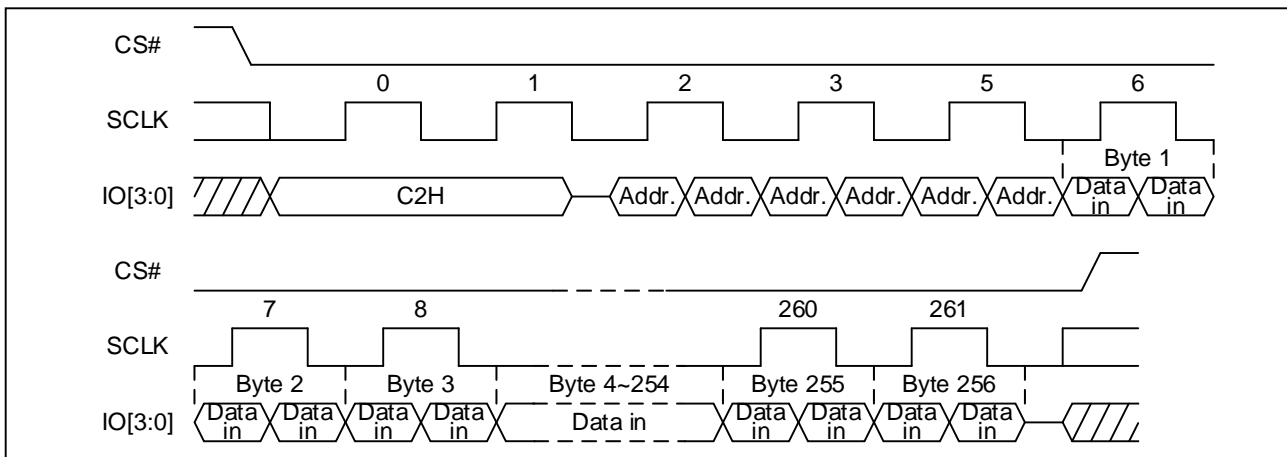 CS#
0 1 2 3 5 6
SCLK
Byte 1
IO[3:0] C2H Addr. Addr. Addr. Addr. Addr. Addr. Data in Data in
CS#
7 8 260 261
SCLK
Byte 2 Byte 3 Byte 4~254 Byte 255 Byte 256
IO[3:0] Data in Data in Data in Data in Data in Data in Data in Data in Data in